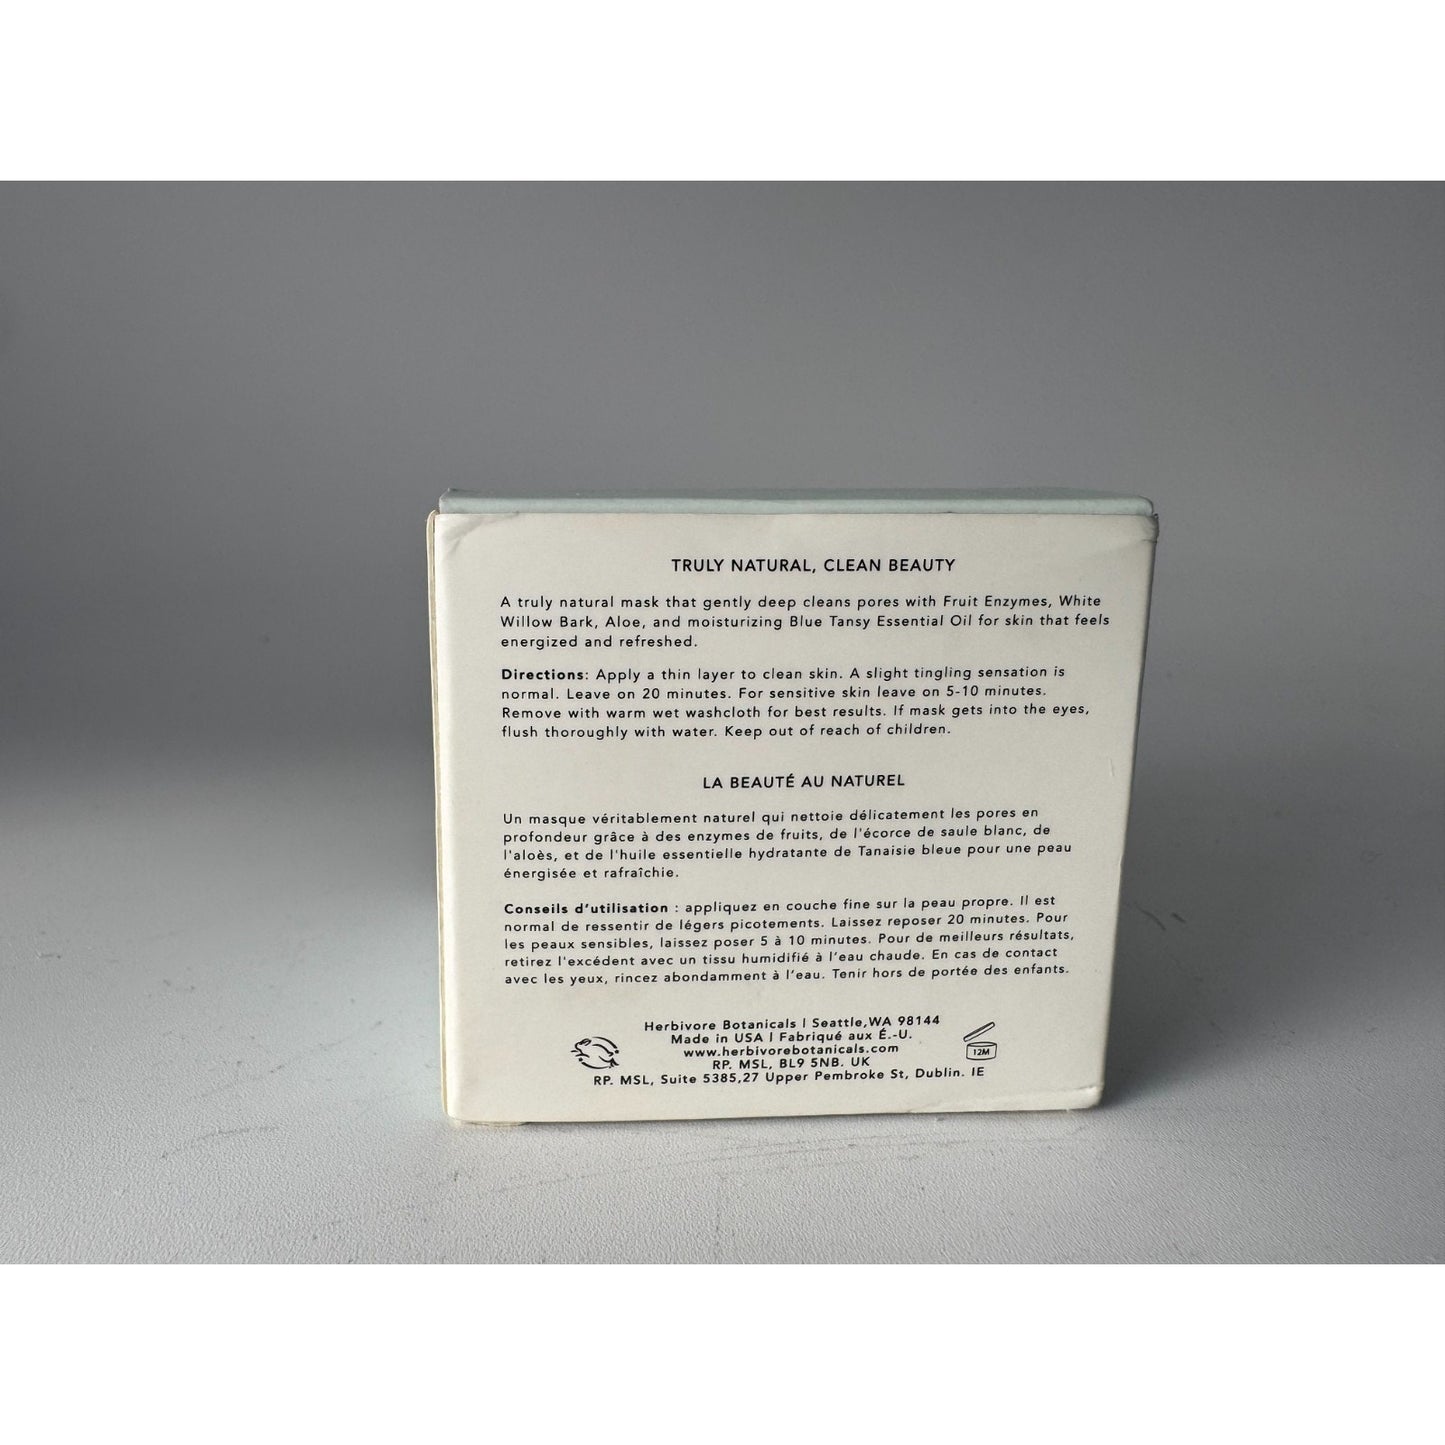 TRULY NATURAL, CLEAN BEAUTY
A truly natural mask that gently deep cleans pores with Fruit Enzymes, White
Willow Bark, Aloe, and moisturizing Blue Tansy Essential Oil for skin that feels
energized and refreshed.
Directions: Apply a thin layer to clean skin. A slight tingling sensation is
normal. Leave on 20 minutes. For sensitive skin leave on 5-10 minutes.
Remove with warm wet washcloth for best results. If mask gets into the eyes,
flush thoroughly with water. Keep out of reach of children.
LA BEAUTÉ AU NATUREL
Un masque véritablement naturel qui nettoie délicatement les pores en
profondeur grâce à des enzymes de fruits, de l'écorce de saule blanc, de
l'aloès, et de l'huile essentielle hydratante de Tanaisie bleue pour une peau
énergisée et rafraîchie.
Conseils d'utilisation : appliquez en couche fine sur la peau propre. Il est
normal de ressentir de légers picotements. Laissez reposer 20 minutes. Pour
les peaux sensibles, laissez poser 5 à 10 minutes. Pour de meilleurs résultats,
retirez l'excédent avec un tissu humidifié à l'eau chaude. En cas de contact
avec les yeux, rincez abondamment à l'eau. Tenir hors de portée des enfants.
Herbivore Botanicals | Seattle,WA 98144
Made in USA | Fabriqué aux É.-U.
www.herbivorebotanicals.com
RP. MSL, BL9 5NB. UK
RP. MSL, Suite 5385,27 Upper Pembroke St, Dublin. IE
12M